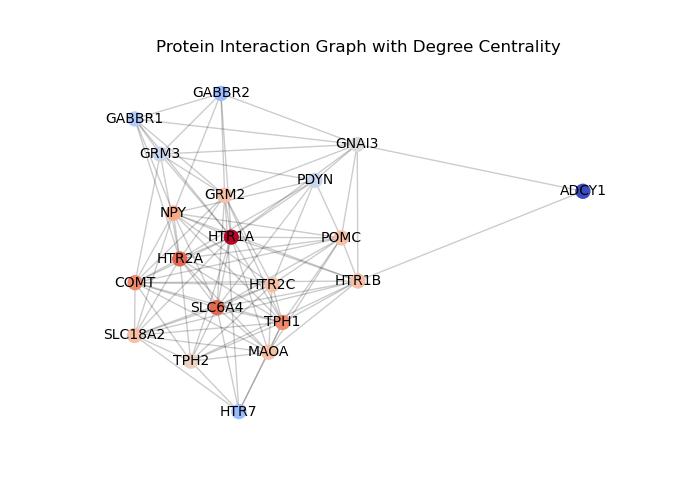 Protein Interaction Graph with Degree Centrality
GABBR2
GABBR1
GNAI3
GRM3
PDYN
ADCY1
GRM2
NPY
HTR1A
POMC
HTR2A
COMT
HTR2C
HTR1B
SLC6A4
TPH1
SLC18A2
MAOA
TPH2
HTR7